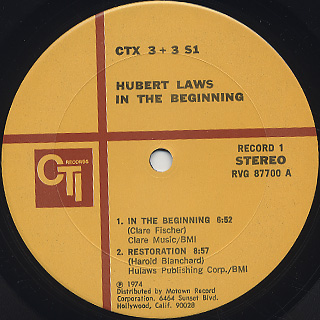 CTX 3 + 3 S1
HUBERT LAWS
IN THE BEGINNING
RECORD 1
STEREO
RVG 87700 A
CTI RECORDS
1. IN THE BEGINNING 6:52
(Clare Fischer)
Clare Music/BMI
2. RESTORATION 8:57
(Harold Blanchard)
Hulaws Publishing Corp./BMI
℗ 1974
Distributed by Motown Record
Corporation. 6464 Sunset Blvd.
Hollywood, Calif. 90028